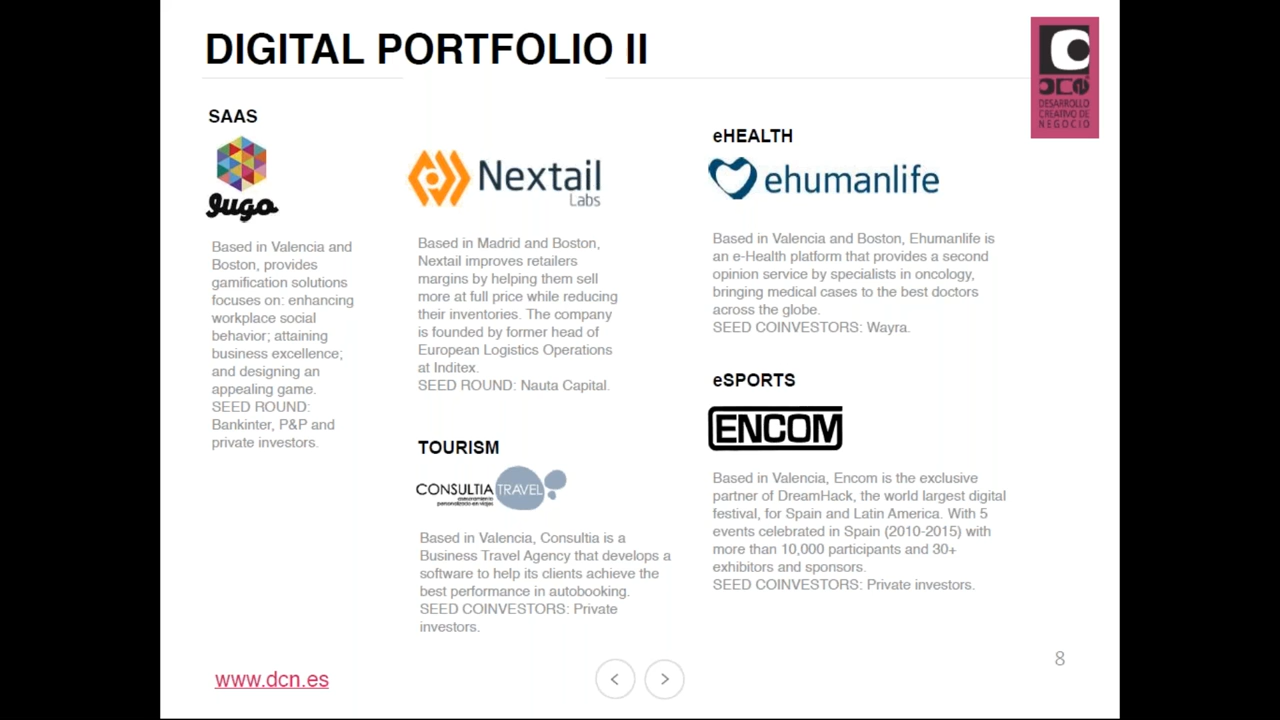 DIGITAL PORTFOLIO II
DCN
DESARROLLO
CREATIVO DE
NEGOCIO
SAAS
Jugo
Based in Valencia and
Boston, provides
gamification solutions
focuses on: enhancing
workplace social
behavior; attaining
business excellence;
and designing an
appealing game.
SEED ROUND:
Bankinter, P&P and
private investors.
Nextail
Labs
Based in Madrid and Boston,
Nextail improves retailers
margins by helping them sell
more at full price while reducing
their inventories. The company
is founded by former head of
European Logistics Operations
at Inditex.
SEED ROUND: Nauta Capital.
TOURISM
CONSULTIA TRAVEL
asesoramiento
personalizado en viajes
Based in Valencia, Consultia is a
Business Travel Agency that develops a
software to help its clients achieve the
best performance in autobooking.
SEED COINVESTORS: Private
investors.
eHEALTH
ehumanlife
Based in Valencia and Boston, Ehumanlife is
an e-Health platform that provides a second
opinion service by specialists in oncology,
bringing medical cases to the best doctors
across the globe.
SEED COINVESTORS: Wayra.
eSPORTS
ENCOM
Based in Valencia, Encom is the exclusive
partner of DreamHack, the world largest digital
festival, for Spain and Latin America. With 5
events celebrated in Spain (2010-2015) with
more than 10,000 participants and 30+
exhibitors and sponsors.
SEED COINVESTORS: Private investors.
www.dcn.es
8